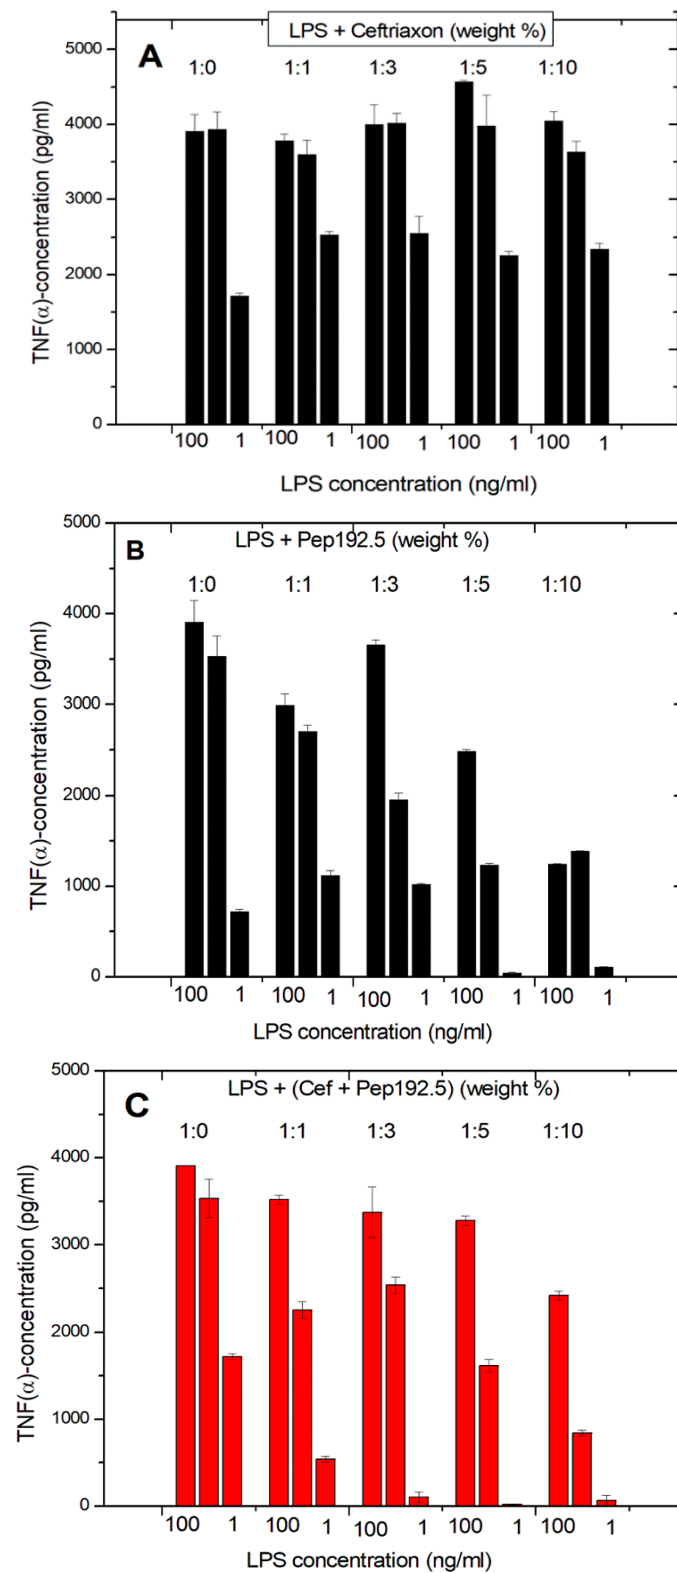 LPS + Ceftriaxon (weight %)
A
1:0 1:1 1:3 1:5 1:10
TNF(α)-concentration (pg/ml)
5000
4000
3000
2000
1000
0
100 1 100 1 100 1 100 1 100 1
LPS concentration (ng/ml)
LPS + Pep192.5 (weight %)
B
1:0 1:1 1:3 1:5 1:10
TNF(α)-concentration (pg/ml)
5000
4000
3000
2000
1000
0
100 1 100 1 100 1 100 1 100 1
LPS concentration (ng/ml)
LPS + (Cef + Pep192.5) (weight %)
C
1:0 1:1 1:3 1:5 1:10
TNF(α)-concentration (pg/ml)
5000
4000
3000
2000
1000
0
100 1 100 1 100 1 100 1 100 1
LPS concentration (ng/ml)